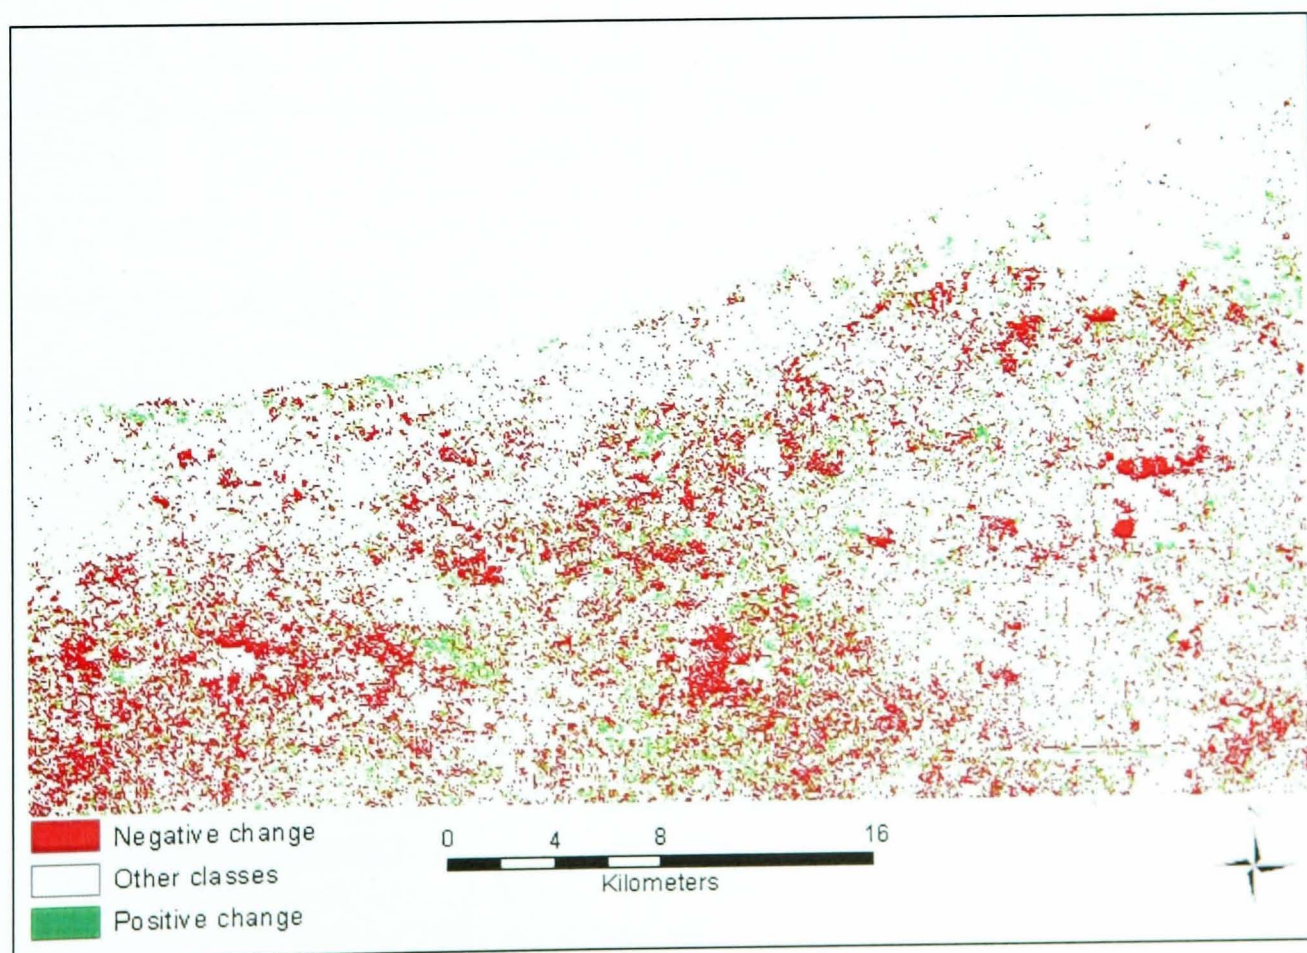 Negative change
Other classes
Positive change
0 4 8 16
Kilometers